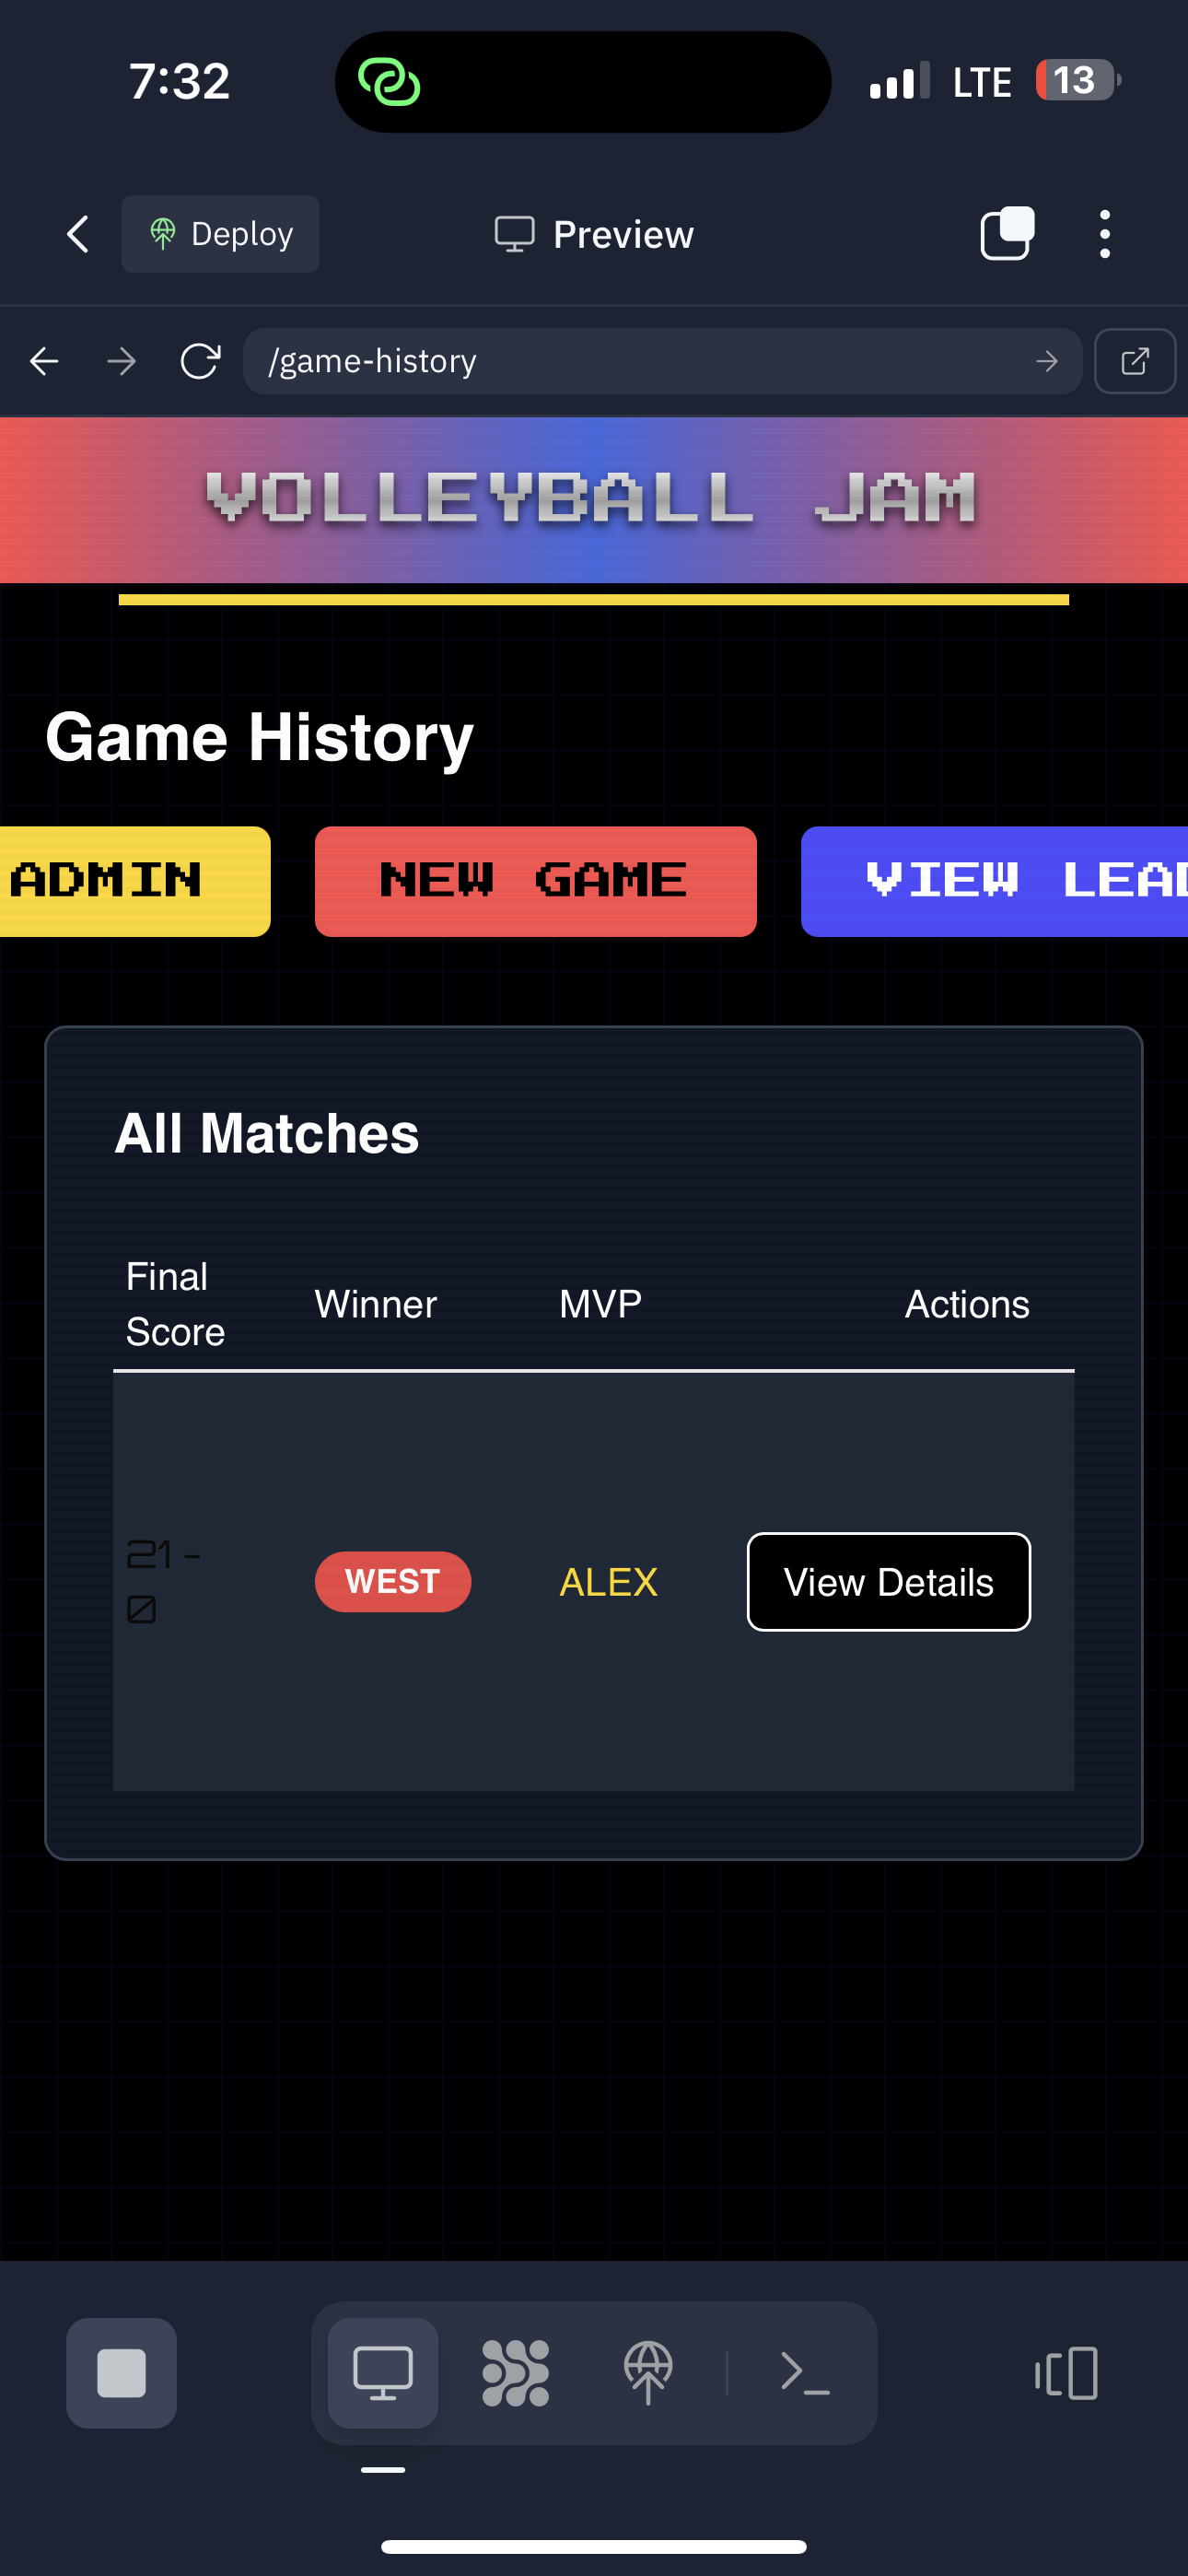 7:32
LTE
13
Deploy
Preview
/game-history
VOLLEYBALL JAM
Game History
ADMIN
NEW GAME
VIEW
All Matches
Final
Score
Winner
MVP
Actions
21 -
0
WEST
ALEX
View Details